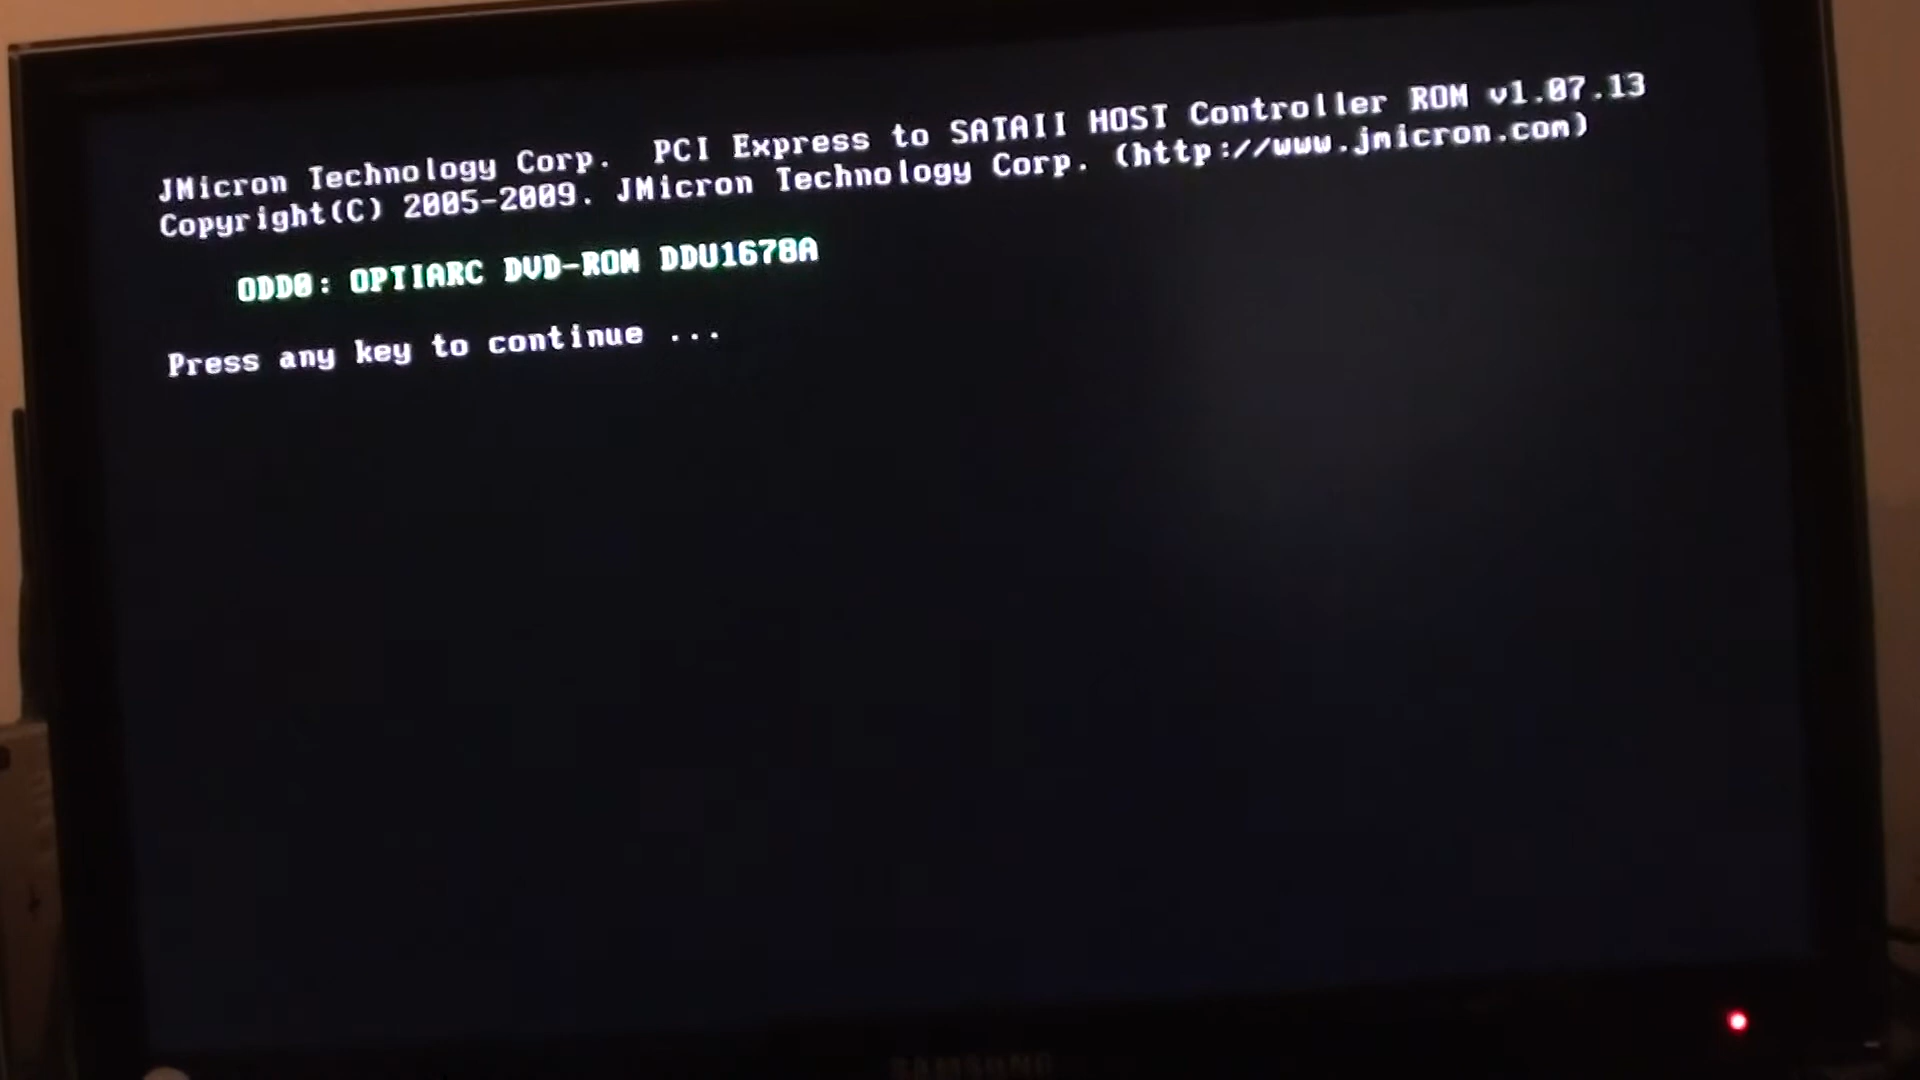 JMicron Technology Corp.  PCI Express to SATAII HOST Controller ROM v1.07.13
Copyright(C) 2005-2009. JMicron Technology Corp. (http://www.jmicron.com)
ODD0: OPTIARC DVD-ROM DDU1678A
Press any key to continue ...
SAMSUNG